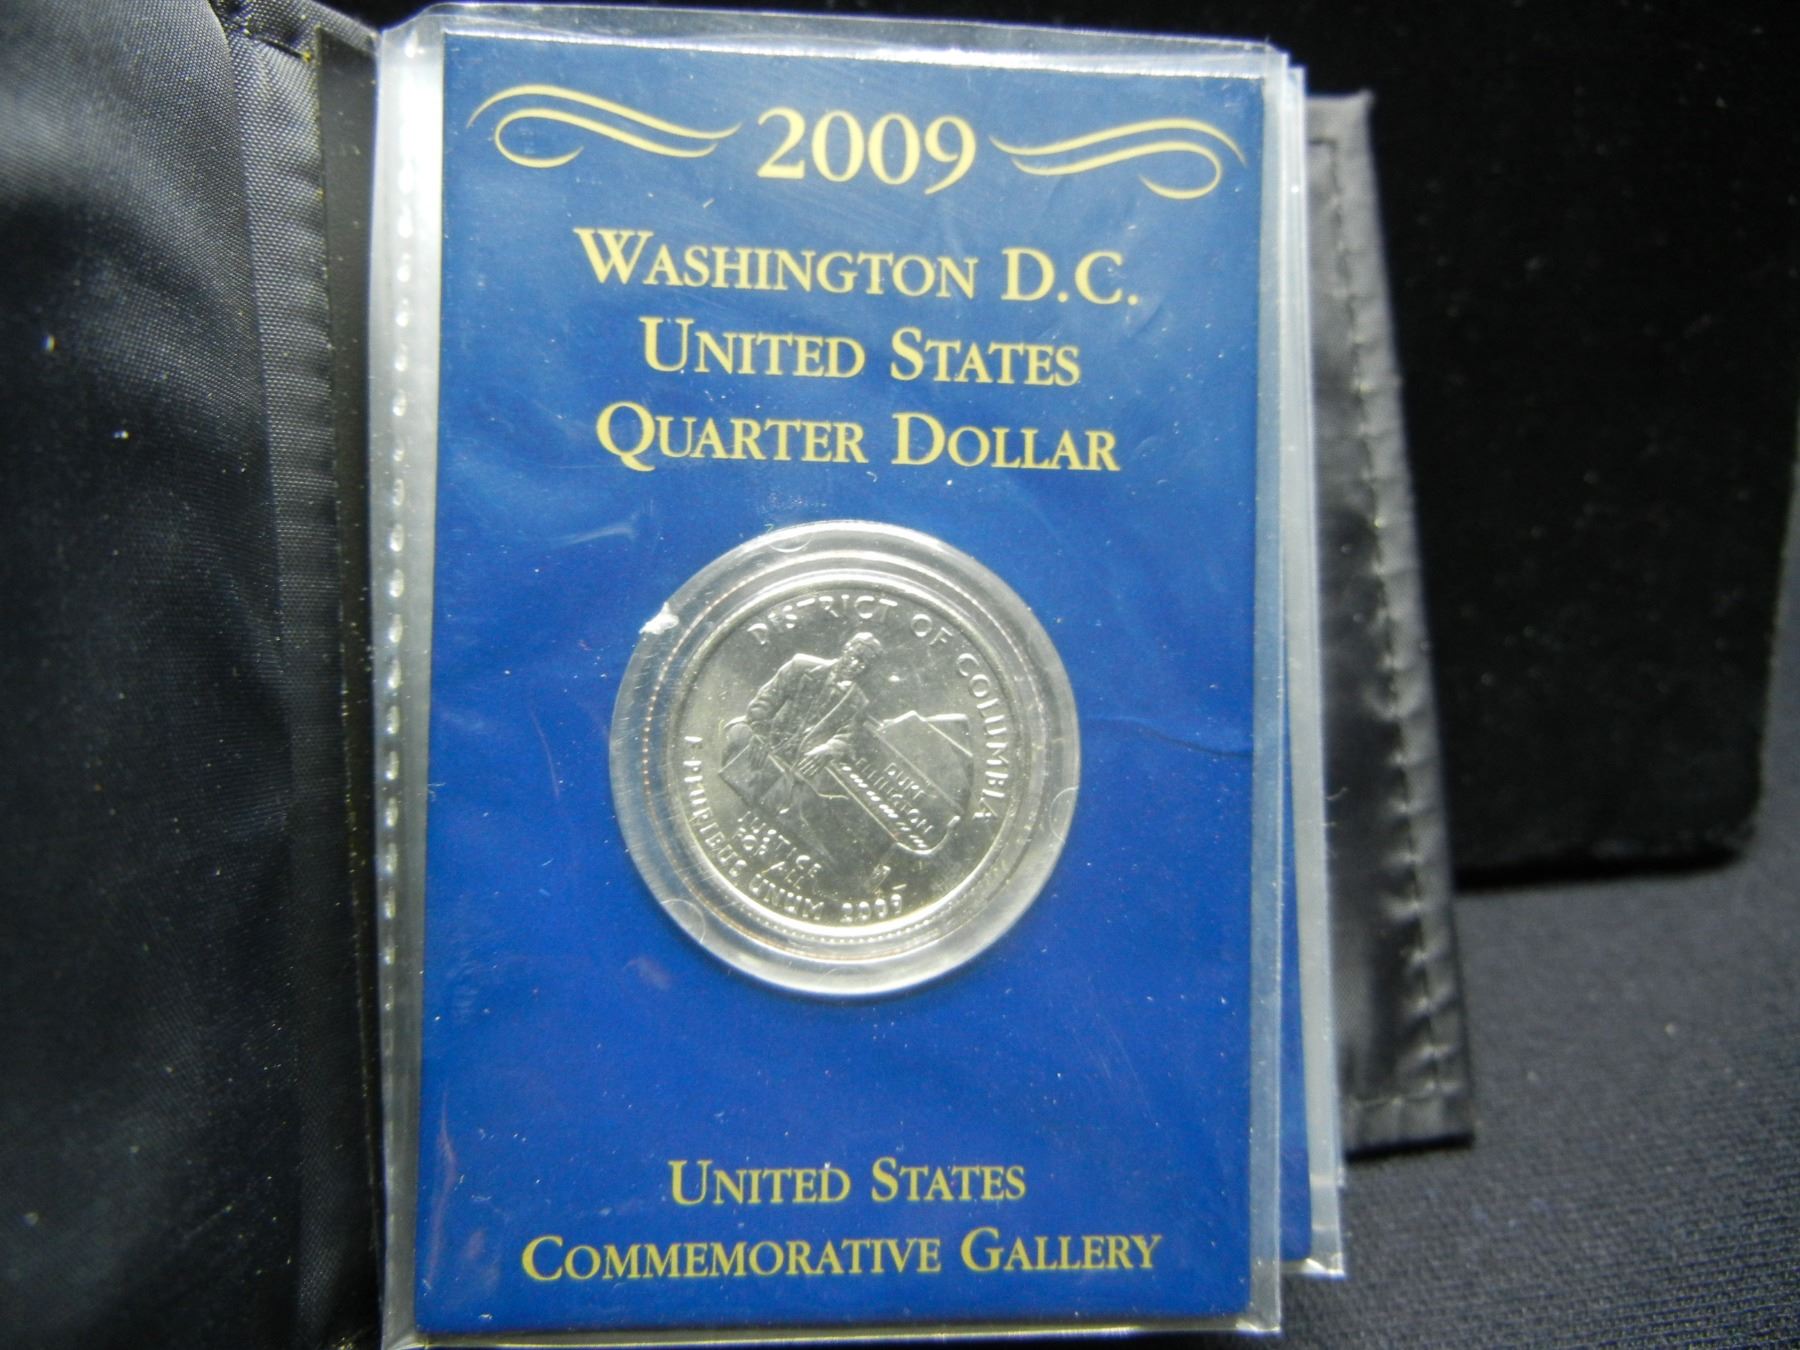 2009
WASHINGTON D.C.
UNITED STATES
QUARTER DOLLAR
DISTRICT OF COLUMBIA
DUKE
ELLINGTON
JUSTICE
FOR ALL
E PLURIBUS UNUM 2009
UNITED STATES
COMMEMORATIVE GALLERY